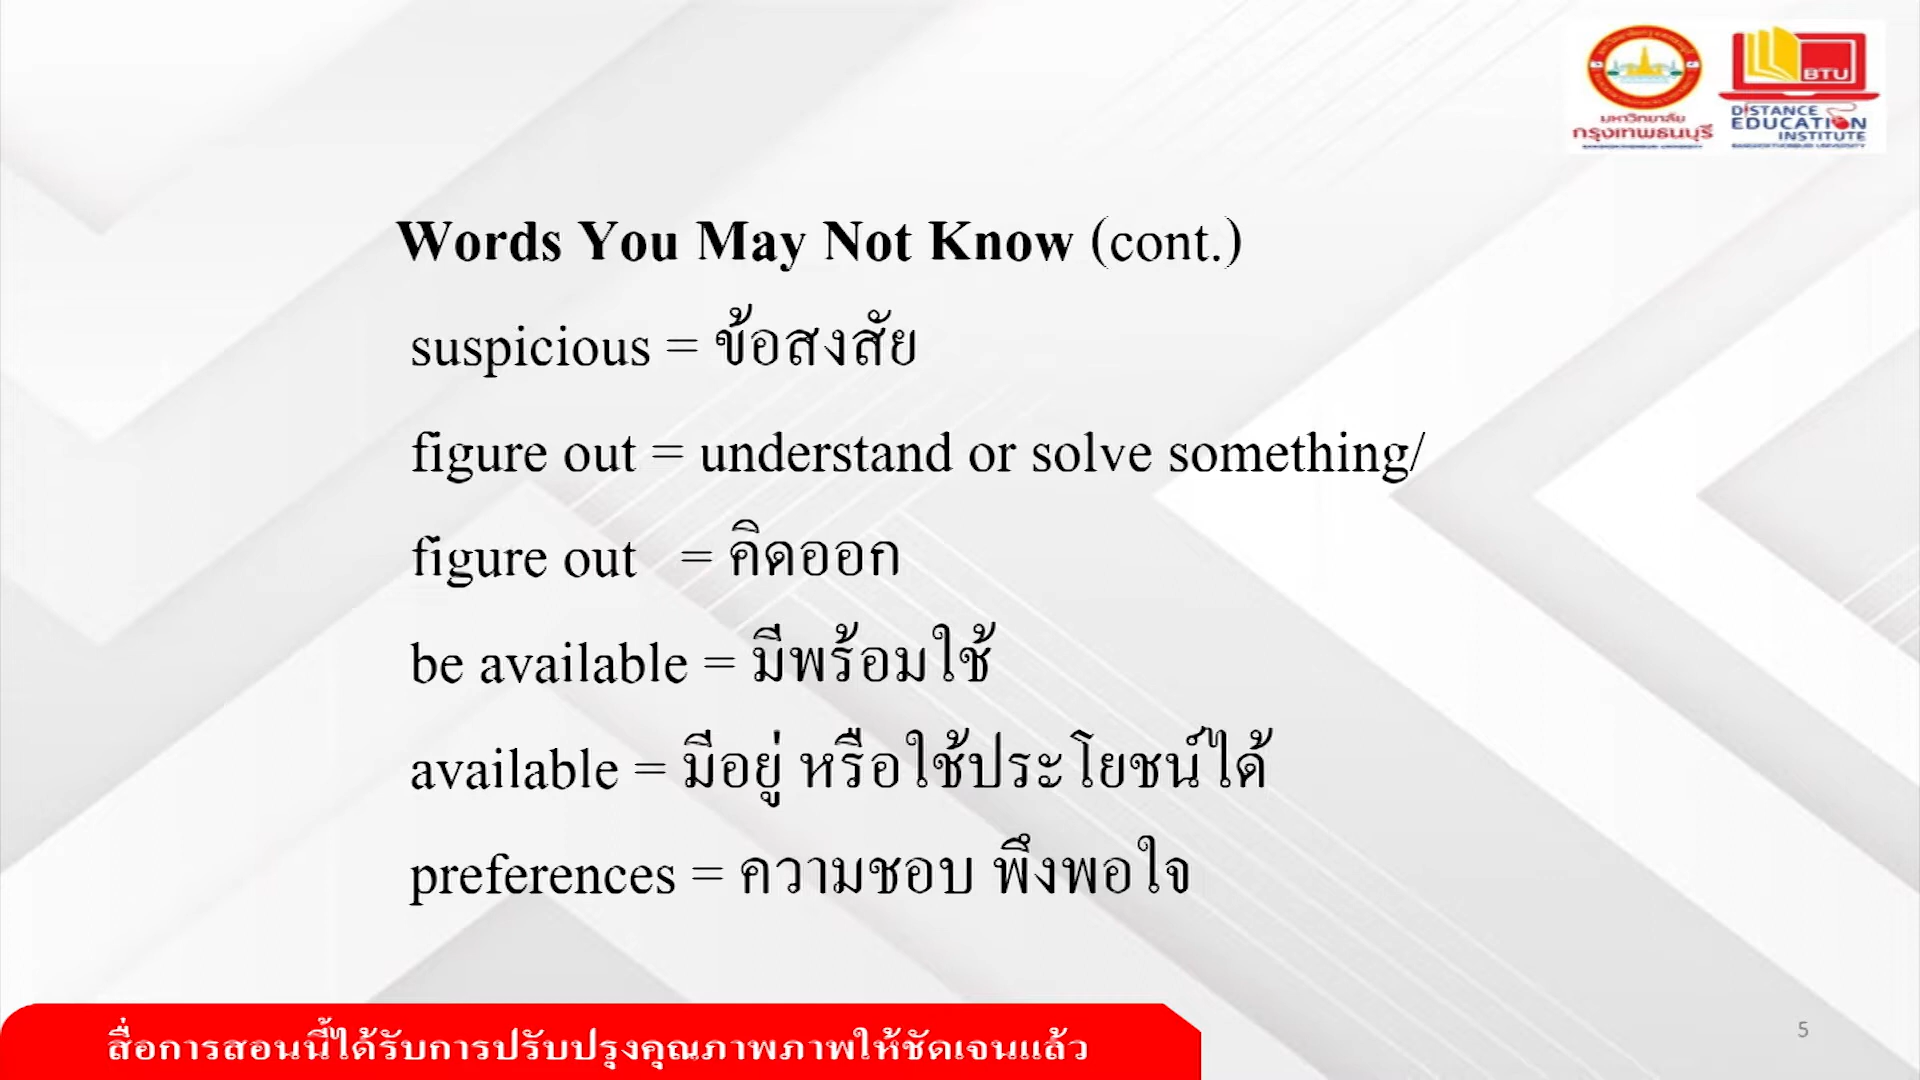 มหาวิทยาลัย
กรุงเทพธนบุรี
BTU
DISTANCE
EDUCATION
INSTITUTE
BANGKOKTHONBURI UNIVERSITY
Words You May Not Know (cont.)
suspicious = ข้อสงสัย
figure out = understand or solve something/
figure out = คิดออก
be available = มีพร้อมใช้
available = มีอยู่ หรือใช้ประโยชน์ได้
preferences = ความชอบ พึงพอใจ
สื่อการสอนนี้ได้รับการปรับปรุงคุณภาพภาพให้ชัดเจนแล้ว
5